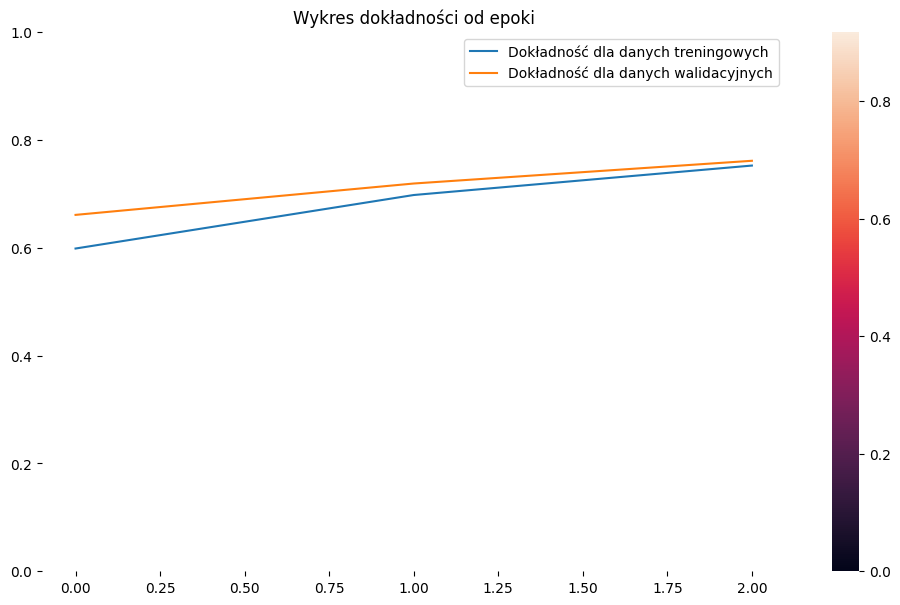 Wykres dokładności od epoki
Dokładność dla danych treningowych
Dokładność dla danych walidacyjnych
1.0
0.8
0.6
0.4
0.2
0.0
0.00 0.25 0.50 0.75 1.00 1.25 1.50 1.75 2.00
0.8
0.6
0.4
0.2
0.0